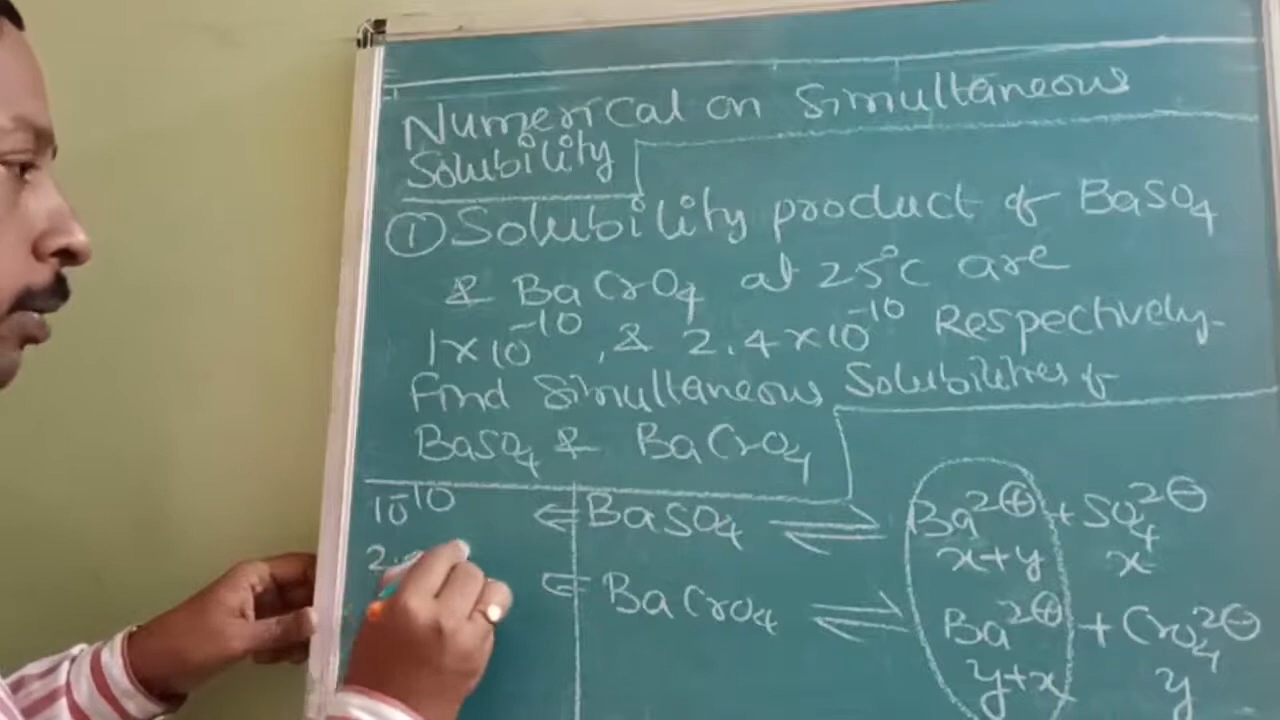 Numerical on Simultaneous
Solubility
① Solubility product of BaSO₄
& BaCrO₄ at 25°C are
1×10⁻¹⁰, & 2.4×10⁻¹⁰ Respectively.
Find Simultaneous Solubilities of
BaSO₄ & BaCrO₄
10⁻¹⁰ ⇐ BaSO₄ ⇌ Ba²⊕ + SO₄²⊖
x+y x
2. ⇐ BaCrO₄ ⇌ Ba²⊕ + CrO₄²⊖
y+x y